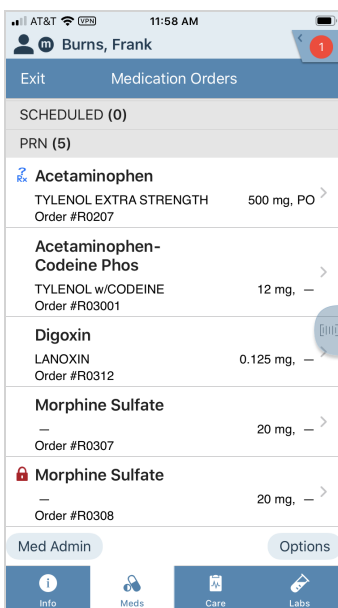 AT&T VPN 11:58 AM
m Burns, Frank 1
Exit Medication Orders
SCHEDULED (0)
PRN (5)
?
Rx Acetaminophen
TYLENOL EXTRA STRENGTH 500 mg, PO
Order #R0207
Acetaminophen-
Codeine Phos
TYLENOL w/CODEINE 12 mg, —
Order #R03001
Digoxin
LANOXIN 0.125 mg, —
Order #R0312
Morphine Sulfate
— 20 mg, —
Order #R0307
Morphine Sulfate
— 20 mg, —
Order #R0308
Med Admin Options
Info Meds Care Labs